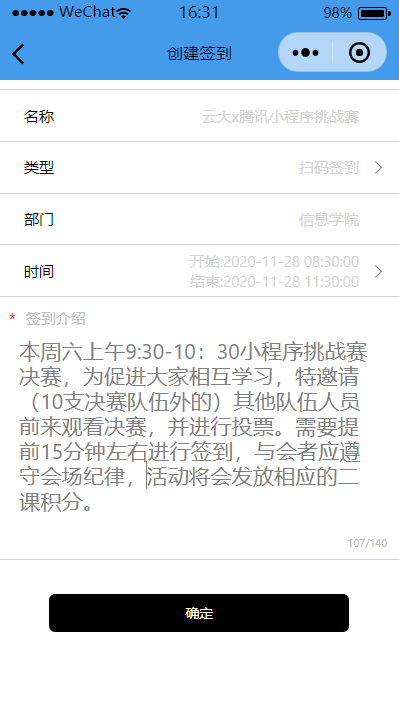 WeChat 16:31 98%
创建签到
名称 云大x腾讯小程序挑战赛
类型 扫码签到
部门 信息学院
时间 开始:2020-11-28 08:30:00
结束:2020-11-28 11:30:00
* 签到介绍
本周六上午9:30-10：30小程序挑战赛
决赛，为促进大家相互学习，特邀请
（10支决赛队伍外的）其他队伍人员
前来观看决赛，并进行投票。需要提
前15分钟左右进行签到，与会者应遵
守会场纪律，活动将会发放相应的二
课积分。
107/140
确定